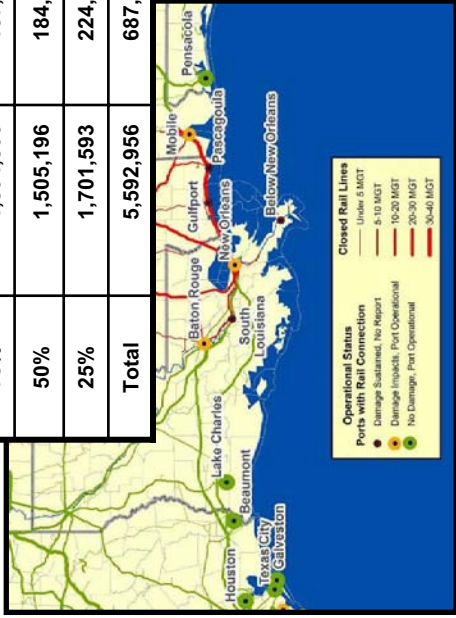 50% 1,505,196 184,
25% 1,701,593 224,
Total 5,592,956 687,
Pensacola
Mobile
Pascagoula
Gulfport
New Orleans
Below New Orleans
Baton Rouge
South
Louisiana
Lake Charles
Beaumont
Houston
Texas City
Galveston
Operational Status
Ports with Rail Connection
Damage Sustained, No Report
Damage Impacts, Port Operational
No Damage, Port Operational
Closed Rail Lines
Under 5 MGT
5-10 MGT
10-20 MGT
20-30 MGT
30-40 MGT